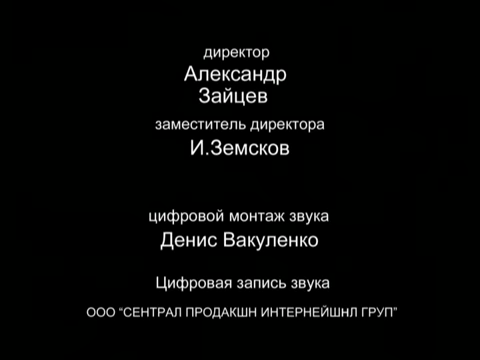 директор
Александр
Зайцев
заместитель директора
И.Земсков
цифровой монтаж звука
Денис Вакуленко
Цифровая запись звука
ООО “СЕНТРАЛ ПРОДАКШН ИНТЕРНЕЙШНЛ ГРУП”